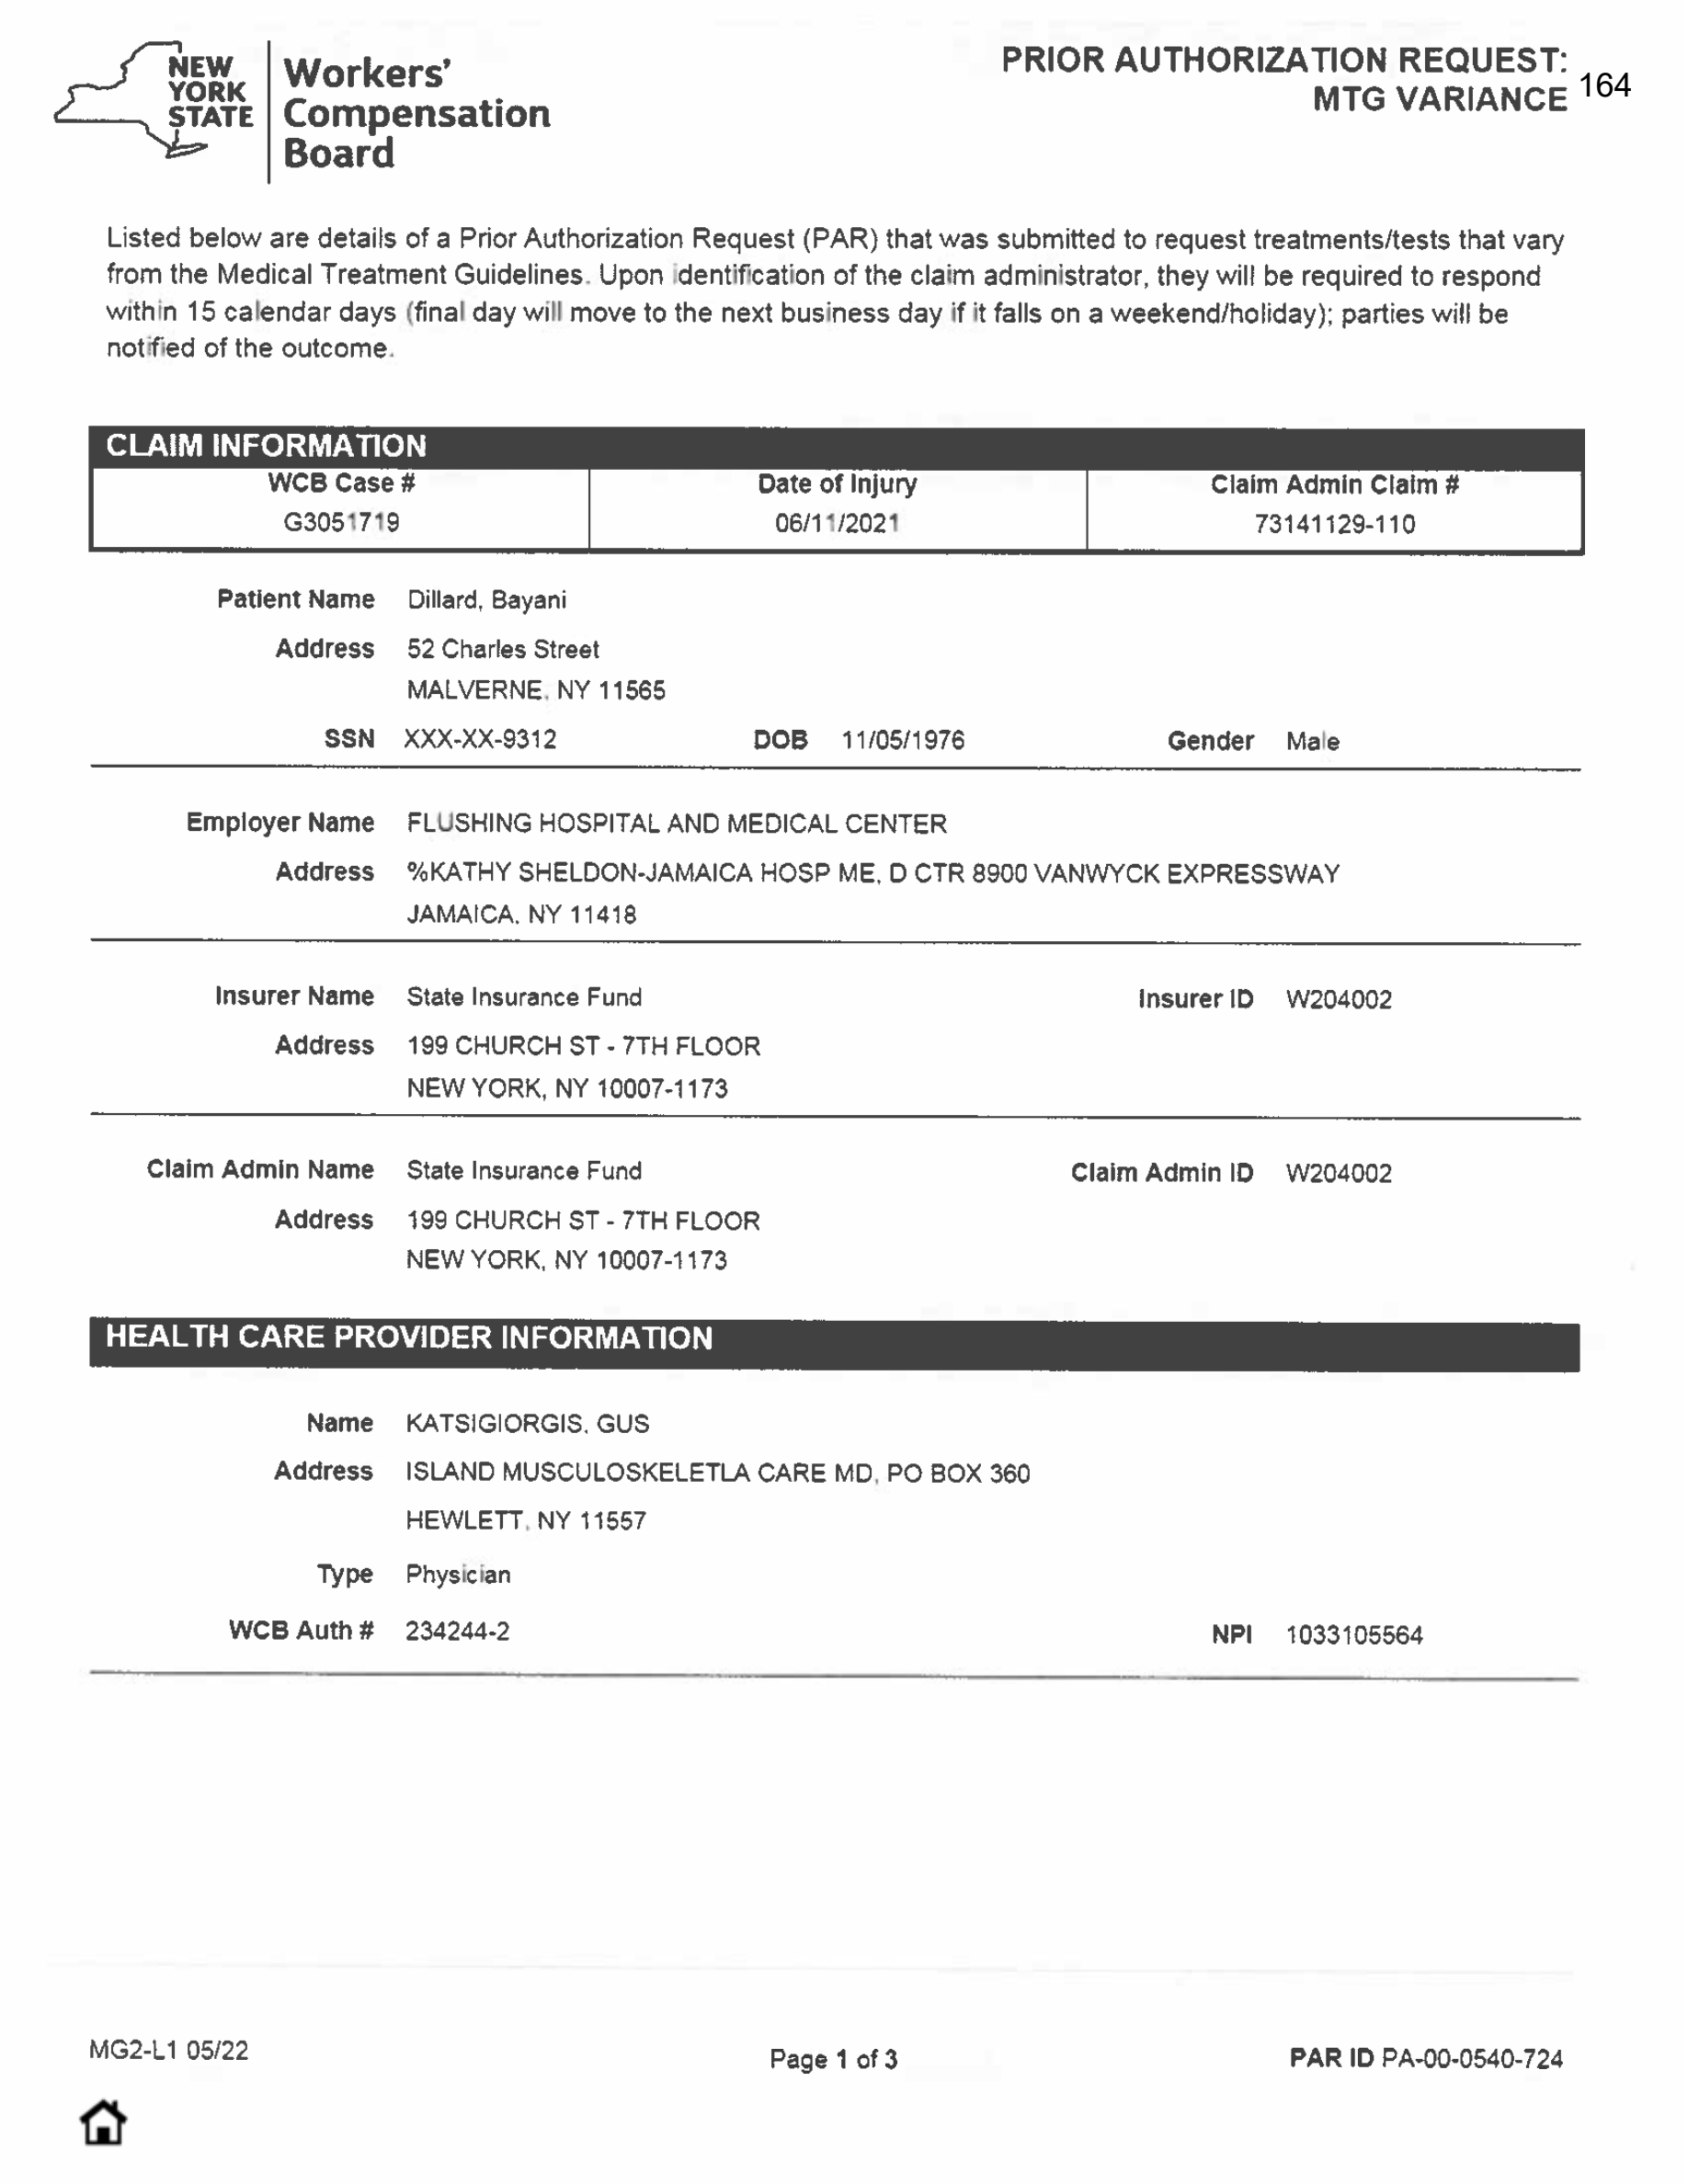 NEW YORK STATE
Workers' Compensation Board
PRIOR AUTHORIZATION REQUEST:
MTG VARIANCE
164
Listed below are details of a Prior Authorization Request (PAR) that was submitted to request treatments/tests that vary
from the Medical Treatment Guidelines. Upon identification of the claim administrator, they will be required to respond
within 15 calendar days (final day will move to the next business day if it falls on a weekend/holiday); parties will be
notified of the outcome.
CLAIM INFORMATION
WCB Case # Date of Injury Claim Admin Claim #
G3051719 06/11/2021 73141129-110
Patient Name Dillard, Bayani
Address 52 Charles Street
MALVERNE, NY 11565
SSN XXX-XX-9312 DOB 11/05/1976 Gender Male
Employer Name FLUSHING HOSPITAL AND MEDICAL CENTER
Address %KATHY SHELDON-JAMAICA HOSP ME, D CTR 8900 VANWYCK EXPRESSWAY
JAMAICA, NY 11418
Insurer Name State Insurance Fund Insurer ID W204002
Address 199 CHURCH ST - 7TH FLOOR
NEW YORK, NY 10007-1173
Claim Admin Name State Insurance Fund Claim Admin ID W204002
Address 199 CHURCH ST - 7TH FLOOR
NEW YORK, NY 10007-1173
HEALTH CARE PROVIDER INFORMATION
Name KATSIGIORGIS, GUS
Address ISLAND MUSCULOSKELETLA CARE MD, PO BOX 360
HEWLETT, NY 11557
Type Physician
WCB Auth # 234244-2 NPI 1033105564
MG2-L1 05/22 Page 1 of 3 PAR ID PA-00-0540-724